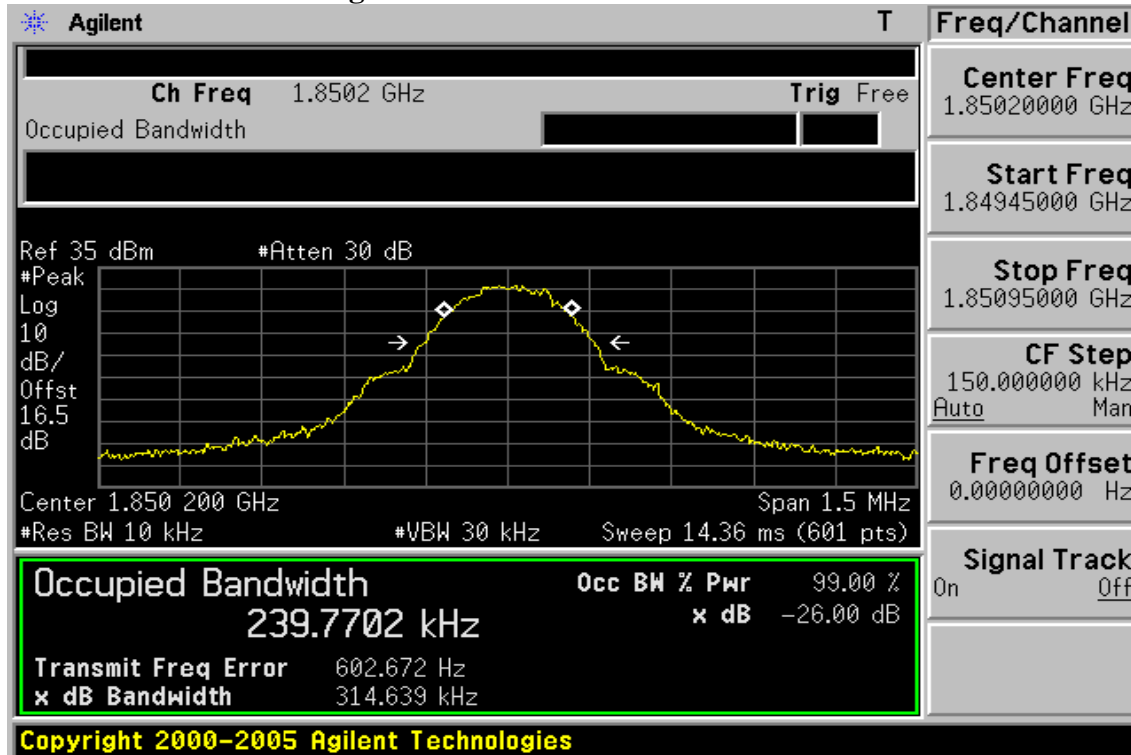 Agilent T Freq/Channel
Ch Freq 1.8502 GHz Trig Free
Occupied Bandwidth
Ref 35 dBm #Atten 30 dB
#Peak
Log
10
dB/
Offst
16.5
dB
Center 1.850 200 GHz Span 1.5 MHz
#Res BW 10 kHz #VBW 30 kHz Sweep 14.36 ms (601 pts)
Occupied Bandwidth Occ BW % Pwr 99.00 %
239.7702 kHz x dB -26.00 dB
Transmit Freq Error 602.672 Hz
x dB Bandwidth 314.639 kHz
Copyright 2000-2005 Agilent Technologies
Center Freq
1.85020000 GHz
Start Freq
1.84945000 GHz
Stop Freq
1.85095000 GHz
CF Step
150.000000 kHz
Auto Man
Freq Offset
0.00000000 Hz
Signal Track
On Off